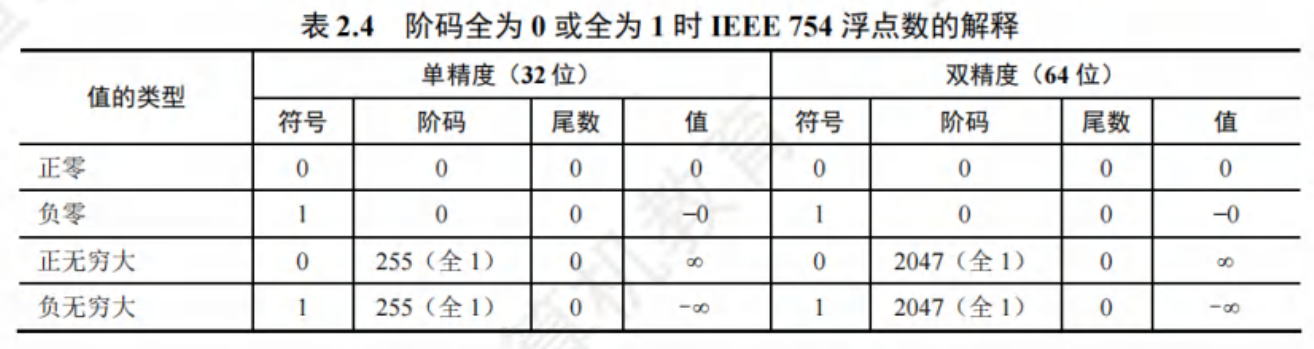 表 2.4 阶码全为 0 或全为 1 时 IEEE 754 浮点数的解释
值的类型 单精度（32 位） 双精度（64 位）
符号 阶码 尾数 值 符号 阶码 尾数 值
正零 0 0 0 0 0 0 0 0
负零 1 0 0 −0 1 0 0 −0
正无穷大 0 255（全 1） 0 ∞ 0 2047（全 1） 0 ∞
负无穷大 1 255（全 1） 0 -∞ 1 2047（全 1） 0 -∞
算机教育